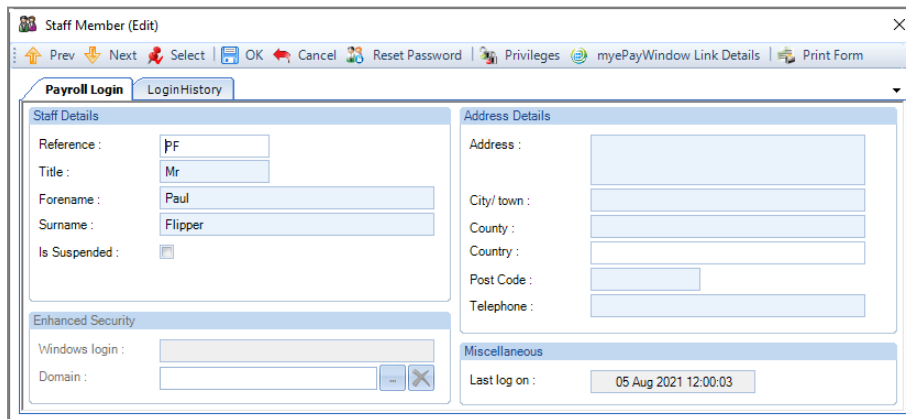 Staff Member (Edit)
Prev Next Select OK Cancel Reset Password Privileges myePayWindow Link Details Print Form
Payroll Login LoginHistory
Staff Details
Reference : PF
Title : Mr
Forename : Paul
Surname : Flipper
Is Suspended :
Enhanced Security
Windows login :
Domain : ...
Address Details
Address :
City/ town :
County :
Country :
Post Code :
Telephone :
Miscellaneous
Last log on : 05 Aug 2021 12:00:03